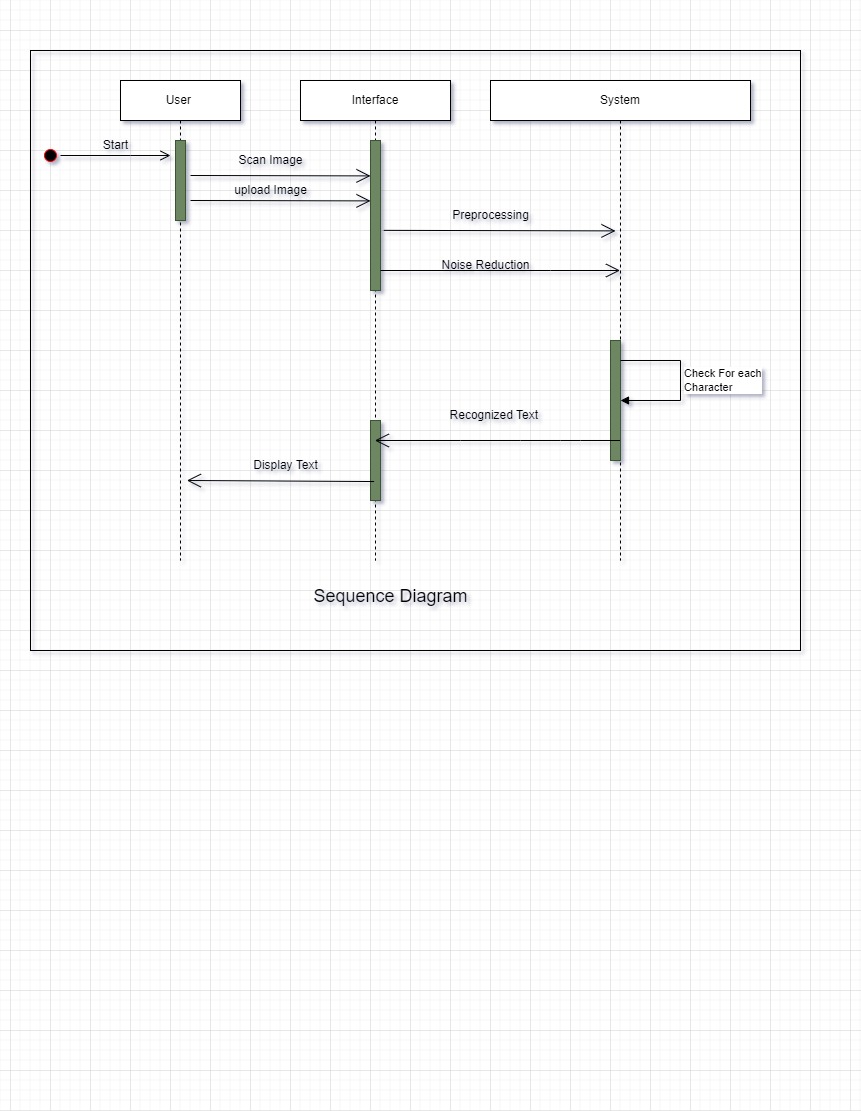 User
Interface
System
Start
Scan Image
upload Image
Preprocessing
Noise Reduction
Check For each
Character
Recognized Text
Display Text
Sequence Diagram